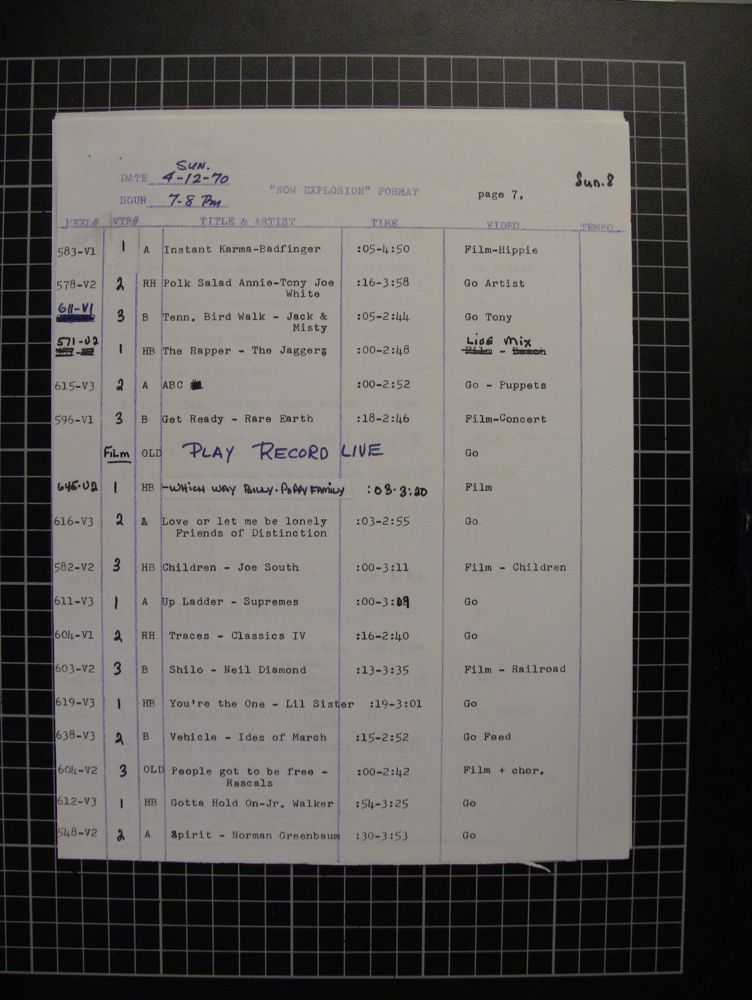 SUN.
DATE 4-12-70
"NOW EXPLOSION" FORMAT
page 7,
Sun.8
HOUR 7-8 Pm
REEL# VTR# TITLE & ARTIST TIME VIDEO TEMPO
583-V1 1 A Instant Karma-Badfinger :05-4:50 Film-Hippie
578-V2 2 RH Polk Salad Annie-Tony Joe :16-3:58 Go Artist
White
611-V1 3 B Tenn. Bird Walk - Jack & :05-2:44 Go Tony
Misty
571-V2 1 HB The Rapper - The Jaggerz :00-2:48 LiGE Mix
Film - Beach
615-V3 2 A ABC :00-2:52 Go - Puppets
596-V1 3 B Get Ready - Rare Earth :18-2:46 Film-Concert
FiLm OLD PLAY RECORD LIVE Go
645-V2 1 HB -WHICH WAY BILLY-POPPY FAMILY :03-3:20 Film
616-V3 2 A Love or let me be lonely :03-2:55 Go
Friends of Distinction
582-V2 3 HB Children - Joe South :00-3:11 Film - Children
611-V3 1 A Up Ladder - Supremes :00-3:09 Go
604-V1 2 RH Traces - Classics IV :16-2:40 Go
603-V2 3 B Shilo - Neil Diamond :13-3:35 Film - Railroad
619-V3 1 HB You're the One - Lil Sister :19-3:01 Go
638-V3 2 B Vehicle - Ides of March :15-2:52 Go Feed
604-V2 3 OLD People got to be free - :00-2:42 Film + chor.
Rascals
612-V3 1 HB Gotta Hold On-Jr. Walker :54-3:25 Go
548-V2 2 A Spirit - Norman Greenbaum :30-3:53 Go